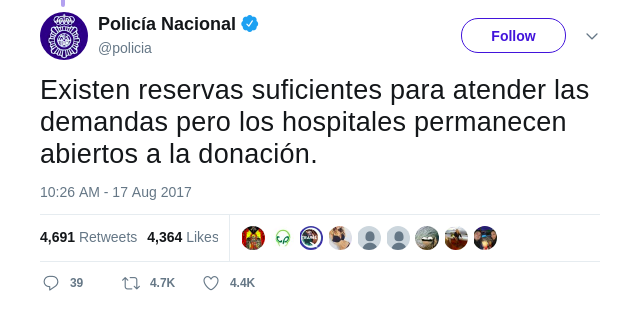 Policía Nacional
@policia
Follow
Existen reservas suficientes para atender las
demandas pero los hospitales permanecen
abiertos a la donación.
10:26 AM - 17 Aug 2017
4,691 Retweets 4,364 Likes
39 4.7K 4.4K